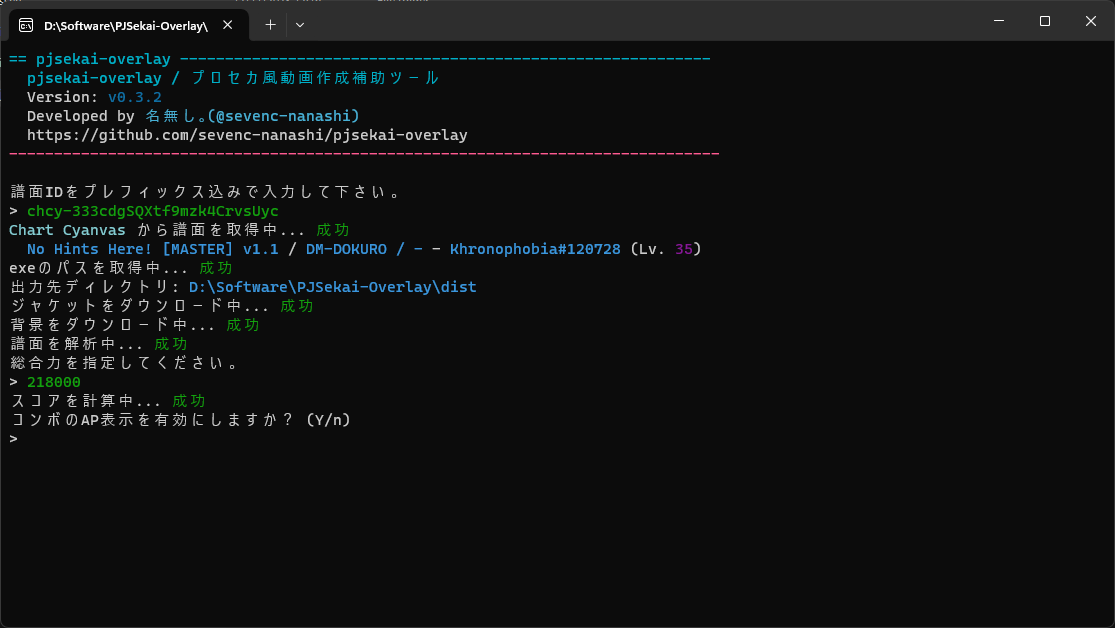 D:\Software\PJSekai-Overlay\
== pjsekai-overlay -----------------------------------------------------------
pjsekai-overlay / プロセカ風動画作成補助ツール
Version: v0.3.2
Developed by 名無し｡(@sevenc-nanashi)
https://github.com/sevenc-nanashi/pjsekai-overlay
-------------------------------------------------------------------------------
譜面IDをプレフィックス込みで入力して下さい。
> chcy-333cdgSQXtf9mzk4CrvsUyc
Chart Cyanvas から譜面を取得中... 成功
No Hints Here! [MASTER] v1.1 / DM-DOKURO / - - Khronophobia#120728 (Lv. 35)
exeのパスを取得中... 成功
出力先ディレクトリ: D:\Software\PJSekai-Overlay\dist
ジャケットをダウンロード中... 成功
背景をダウンロード中... 成功
譜面を解析中... 成功
総合力を指定してください。
> 218000
スコアを計算中... 成功
コンボのAP表示を有効にしますか？ (Y/n)
>